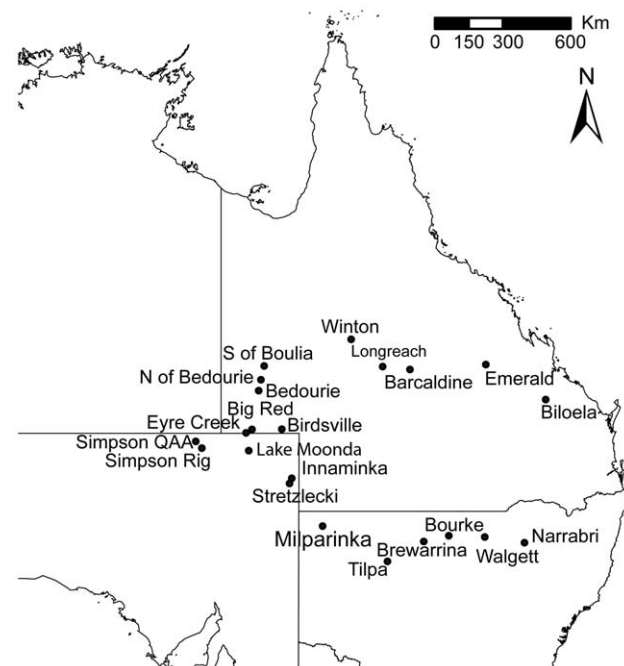 Km
0 150 300 600
N
Winton
Longreach
S of Boulia
Barcaldine
Emerald
N of Bedourie
Bedourie
Biloela
Big Red
Eyre Creek
Birdsville
Simpson QAA
Lake Moonda
Simpson Rig
Innaminka
Stretzlecki
Milparinka
Bourke
Narrabri
Brewarrina
Walgett
Tilpa